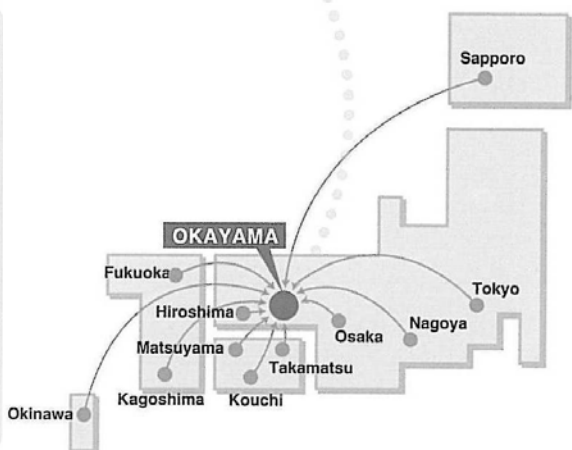 Sapporo
OKAYAMA
Fukuoka
Tokyo
Hiroshima
Nagoya
Osaka
Matsuyama
Takamatsu
Kagoshima
Kouchi
Okinawa